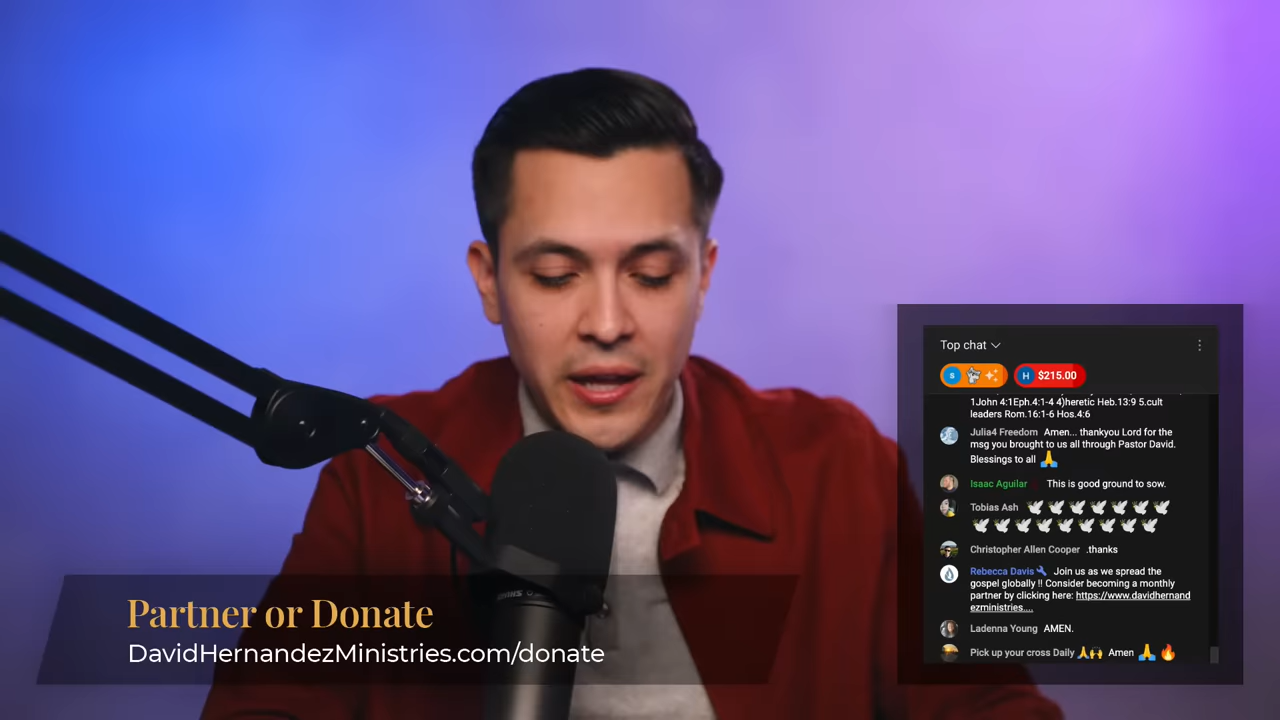 Top chat
S
H $215.00
1John 4:1Eph.4:1-4 4)heretic Heb.13:9 5.cult
leaders Rom.16:1-6 Hos.4:6
Julia4 Freedom Amen... thankyou Lord for the
msg you brought to us all through Pastor David.
Blessings to all 🙏
Isaac Aguilar This is good ground to sow.
Tobias Ash 🕊️🕊️🕊️🕊️🕊️🕊️🕊️
🕊️🕊️🕊️🕊️🕊️🕊️🕊️🕊️🕊️
Christopher Allen Cooper .thanks
Rebecca Davis Join us as we spread the
gospel globally !! Consider becoming a monthly
partner by clicking here: https://www.davidhernand
ezministries....
Ladenna Young AMEN.
Pick up your cross Daily 🙏🙌 Amen 🙏 🔥
SHURE
Partner or Donate
DavidHernandezMinistries.com/donate